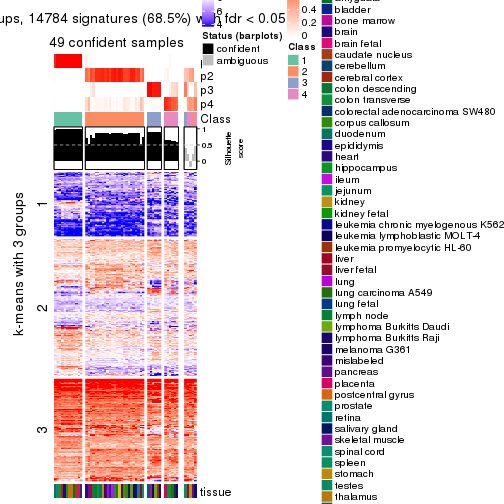 ups, 14784 signatures (68.5%) with fdr < 0.05
49 confident samples
p2
p3
p4
Class
1
0.5
0
Silhouette
score
k-means with 3 groups
1
2
3
tissue
6
4
Status (barplots)
confident
ambiguous
0.4
0.2
0
Class
1
2
3
4
bladder
bone marrow
brain
brain fetal
caudate nucleus
cerebellum
cerebral cortex
colon descending
colon transverse
colorectal adenocarcinoma SW480
corpus callosum
duodenum
epididymis
heart
hippocampus
ileum
jejunum
kidney
kidney fetal
leukemia chronic myelogenous K562
leukemia lymphoblastic MOLT-4
leukemia promyelocytic HL-60
liver
liver fetal
lung
lung carcinoma A549
lung fetal
lymph node
lymphoma Burkitts Daudi
lymphoma Burkitts Raji
melanoma G361
mislabeled
pancreas
placenta
postcentral gyrus
prostate
retina
salivary gland
skeletal muscle
spinal cord
spleen
stomach
testes
thalamus